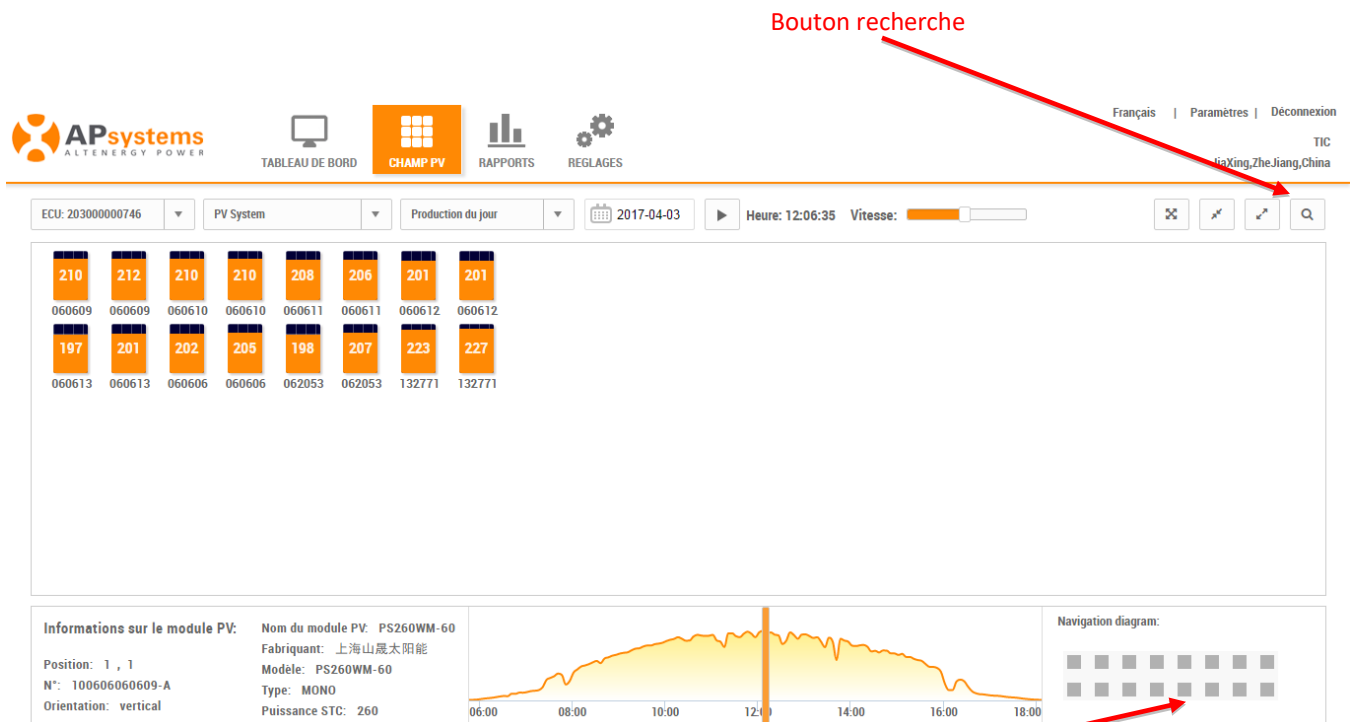 Bouton recherche
Français | Paramètres | Déconnexion
APsystems
ALTENERGY POWER
TABLEAU DE BORD
CHAMP PV
RAPPORTS
REGLAGES
TIC
JiaXing,ZheJiang,China
ECU: 203000000746
PV System
Production du jour
2017-04-03
Heure: 12:06:35
Vitesse:
210 212 210 210 208 206 201 201
060609 060609 060610 060610 060611 060611 060612 060612
197 201 202 205 198 207 223 227
060613 060613 060606 060606 062053 062053 132771 132771
Informations sur le module PV:
Position: 1 , 1
N°: 100606060609-A
Orientation: vertical
Nom du module PV: PS260WM-60
Fabriquant: 上海山晟太阳能
Modèle: PS260WM-60
Type: MONO
Puissance STC: 260
06:00 08:00 10:00 12:00 14:00 16:00 18:00
Navigation diagram: